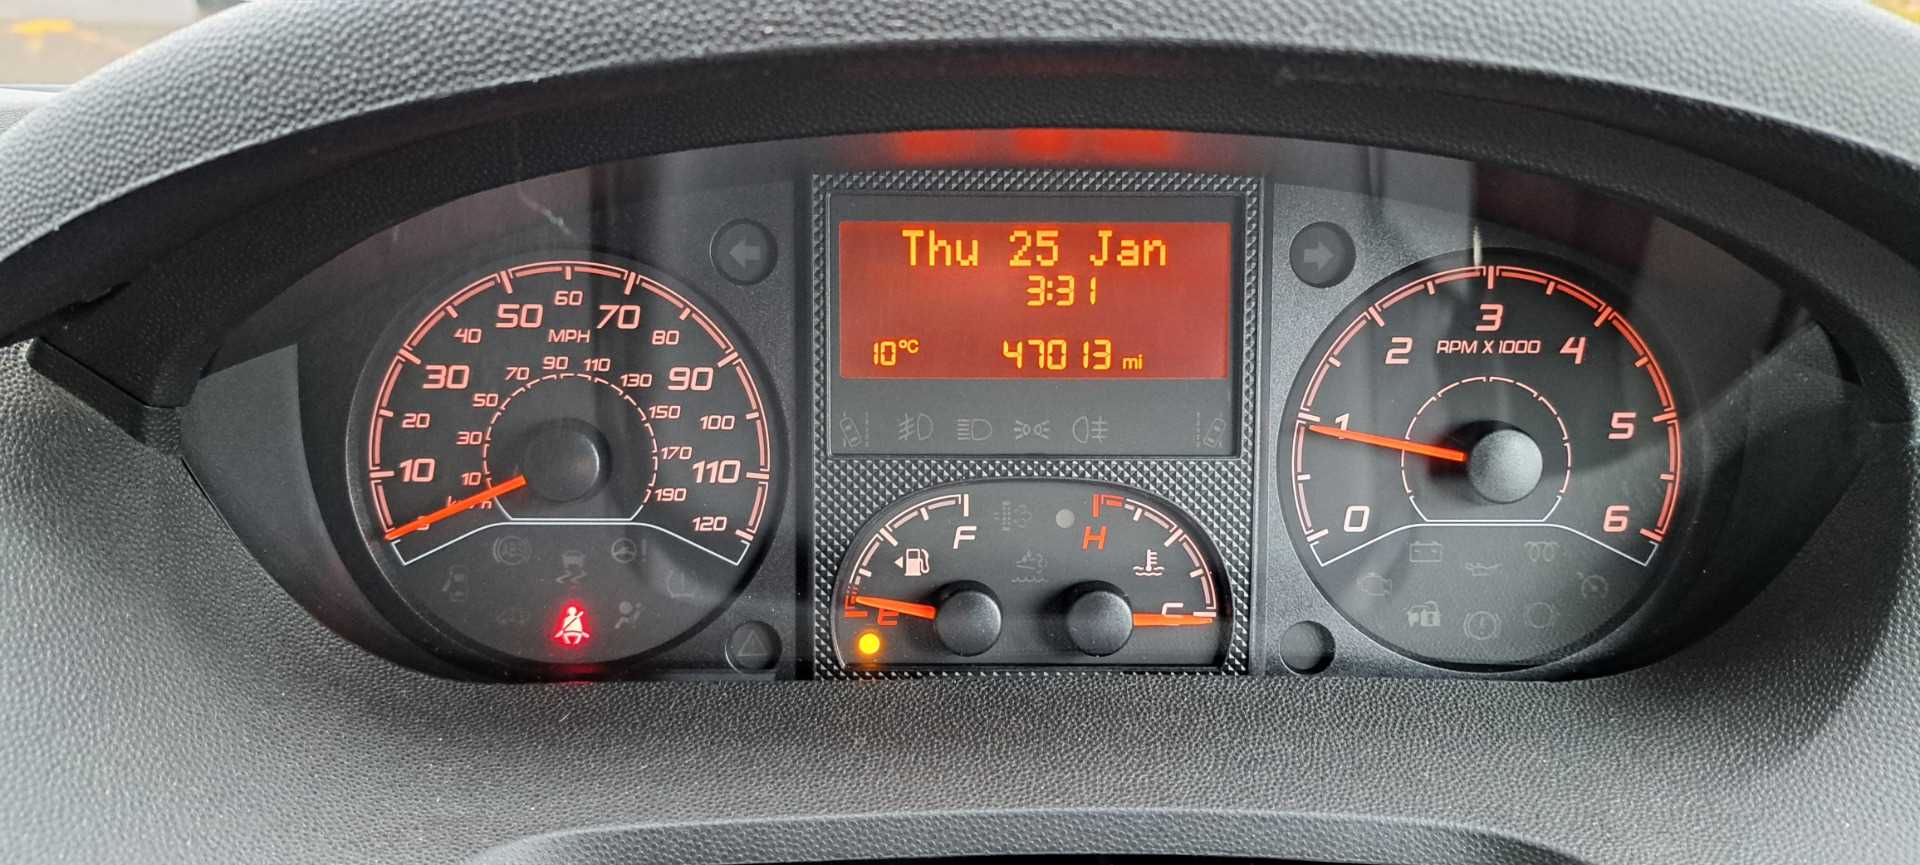 Thu 25 Jan
3:31
10°C 47013 mi
10 20 30 40 50 60 70 80 90 100 110 120
MPH
10 30 50 70 90 110 130 150 170 190
F
E
H
C
0 1 2 3 4 5 6
RPM X 1000